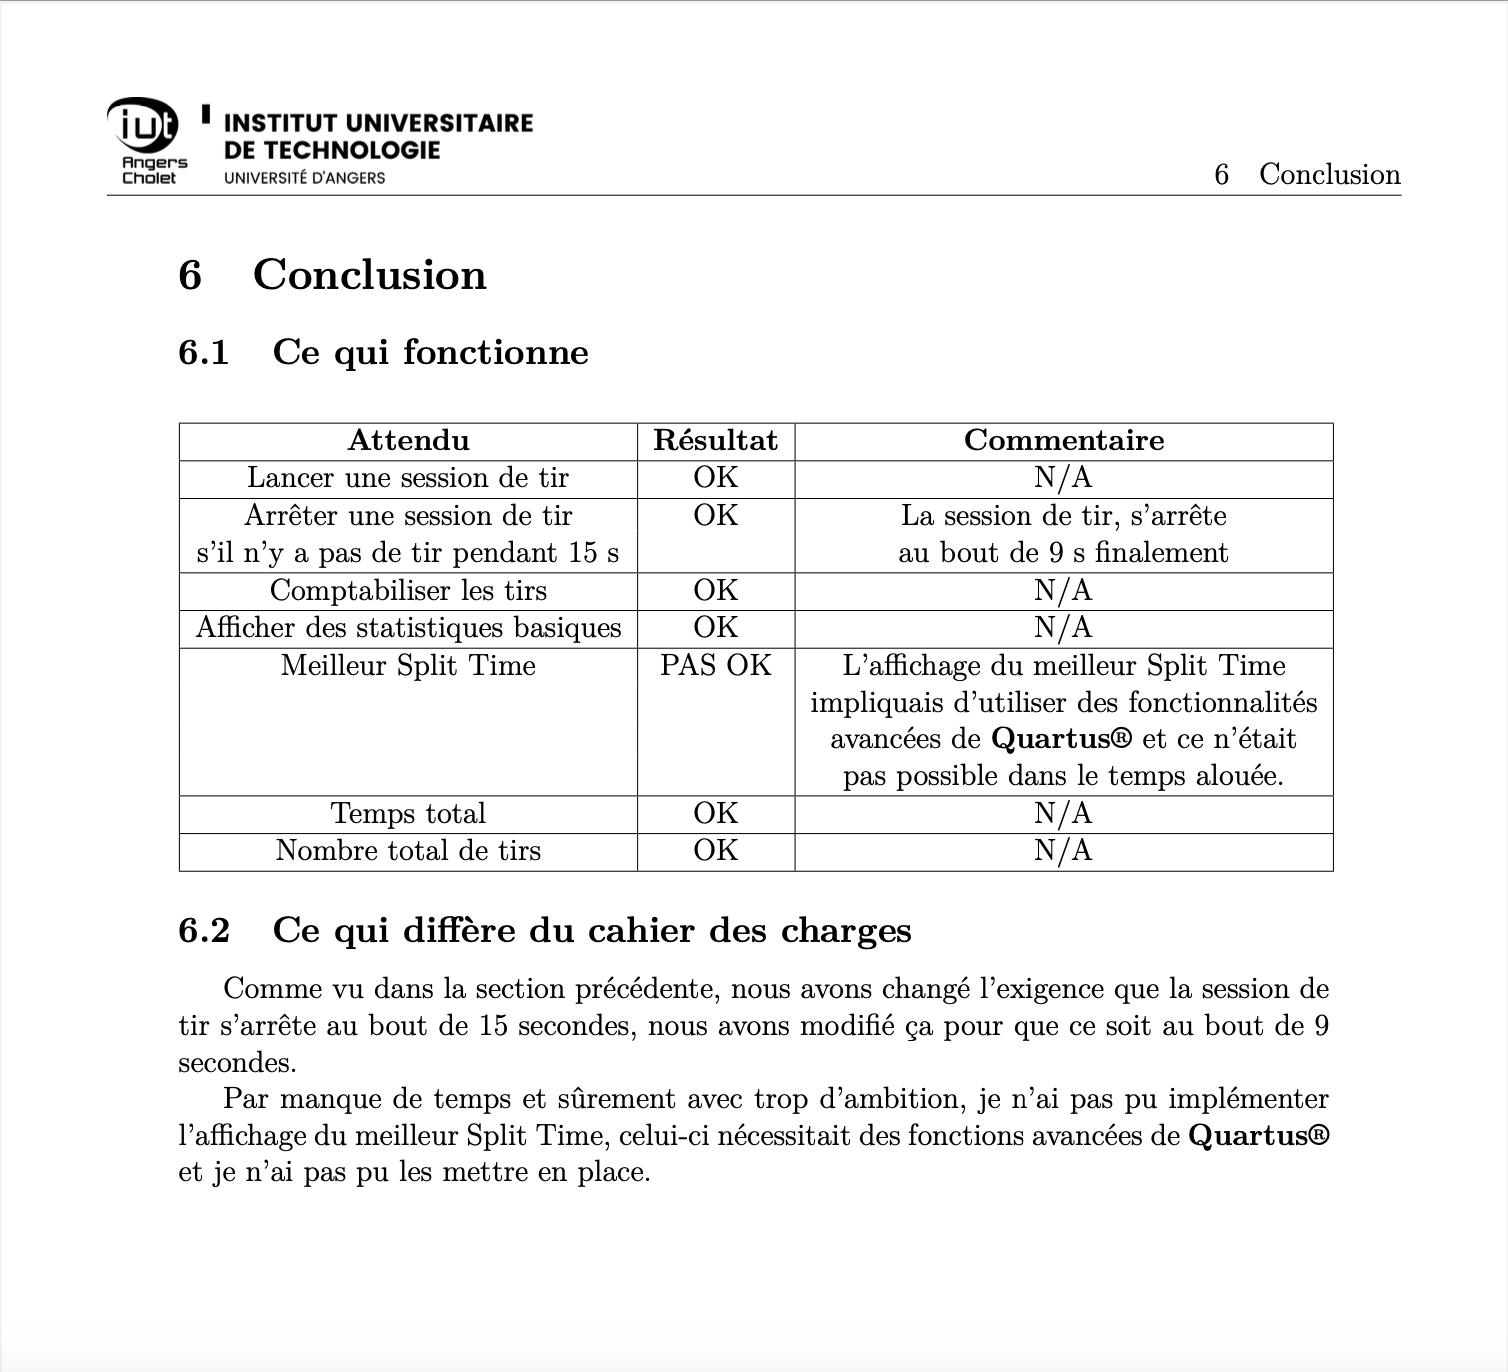 iut
Angers
Cholet
INSTITUT UNIVERSITAIRE
DE TECHNOLOGIE
UNIVERSITÉ D'ANGERS
6 Conclusion
6 Conclusion
6.1 Ce qui fonctionne
Attendu Résultat Commentaire
Lancer une session de tir OK N/A
Arrêter une session de tir OK La session de tir, s'arrête
s'il n'y a pas de tir pendant 15 s au bout de 9 s finalement
Comptabiliser les tirs OK N/A
Afficher des statistiques basiques OK N/A
Meilleur Split Time PAS OK L'affichage du meilleur Split Time
impliquais d'utiliser des fonctionnalités
avancées de Quartus® et ce n'était
pas possible dans le temps alouée.
Temps total OK N/A
Nombre total de tirs OK N/A
6.2 Ce qui diffère du cahier des charges
Comme vu dans la section précédente, nous avons changé l'exigence que la session de
tir s'arrête au bout de 15 secondes, nous avons modifié ça pour que ce soit au bout de 9
secondes.
Par manque de temps et sûrement avec trop d'ambition, je n'ai pas pu implémenter
l'affichage du meilleur Split Time, celui-ci nécessitait des fonctions avancées de Quartus®
et je n'ai pas pu les mettre en place.